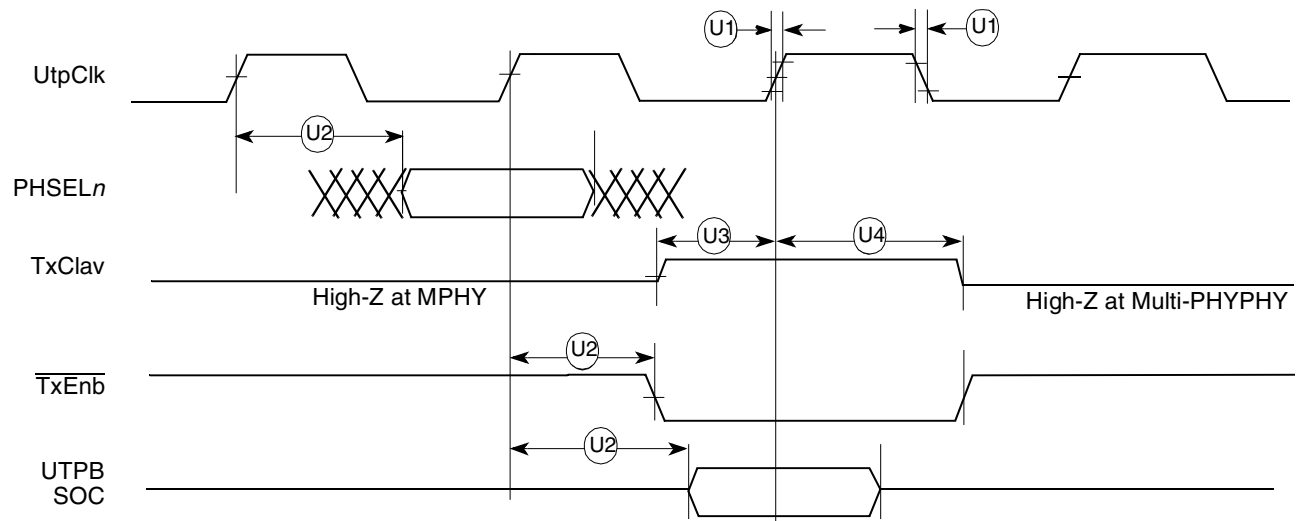 U1
U1
UtpClk
U2
PHSELn
U3
U4
TxClav
High-Z at MPHY
High-Z at Multi-PHYPHY
U2
TxEnb
U2
UTPB
SOC